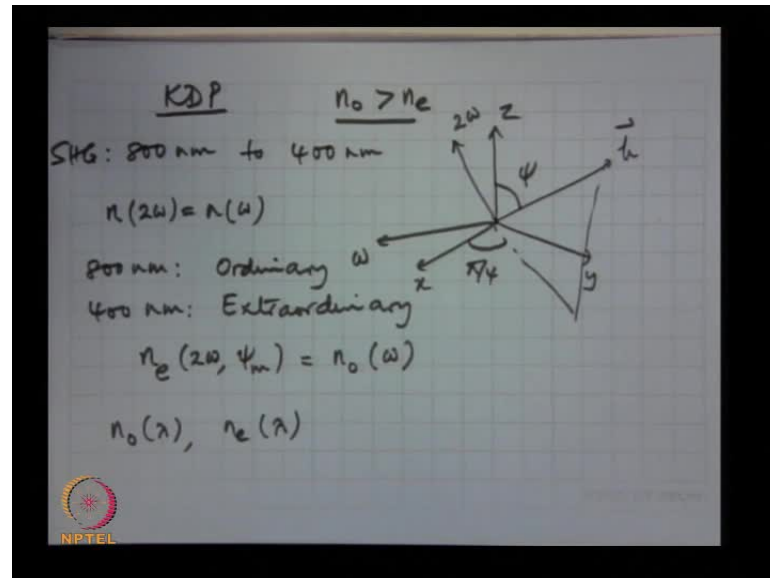 KDP n₀ > nₑ
SHG: 800 nm to 400 nm
n(2ω) = n(ω)
800 nm: Ordinary
400 nm: Extraordinary
nₑ(2ω, ψₘ) = n₀(ω)
n₀(λ), nₑ(λ)
2ω z k
ψ
ω x π/4 y
NPTEL